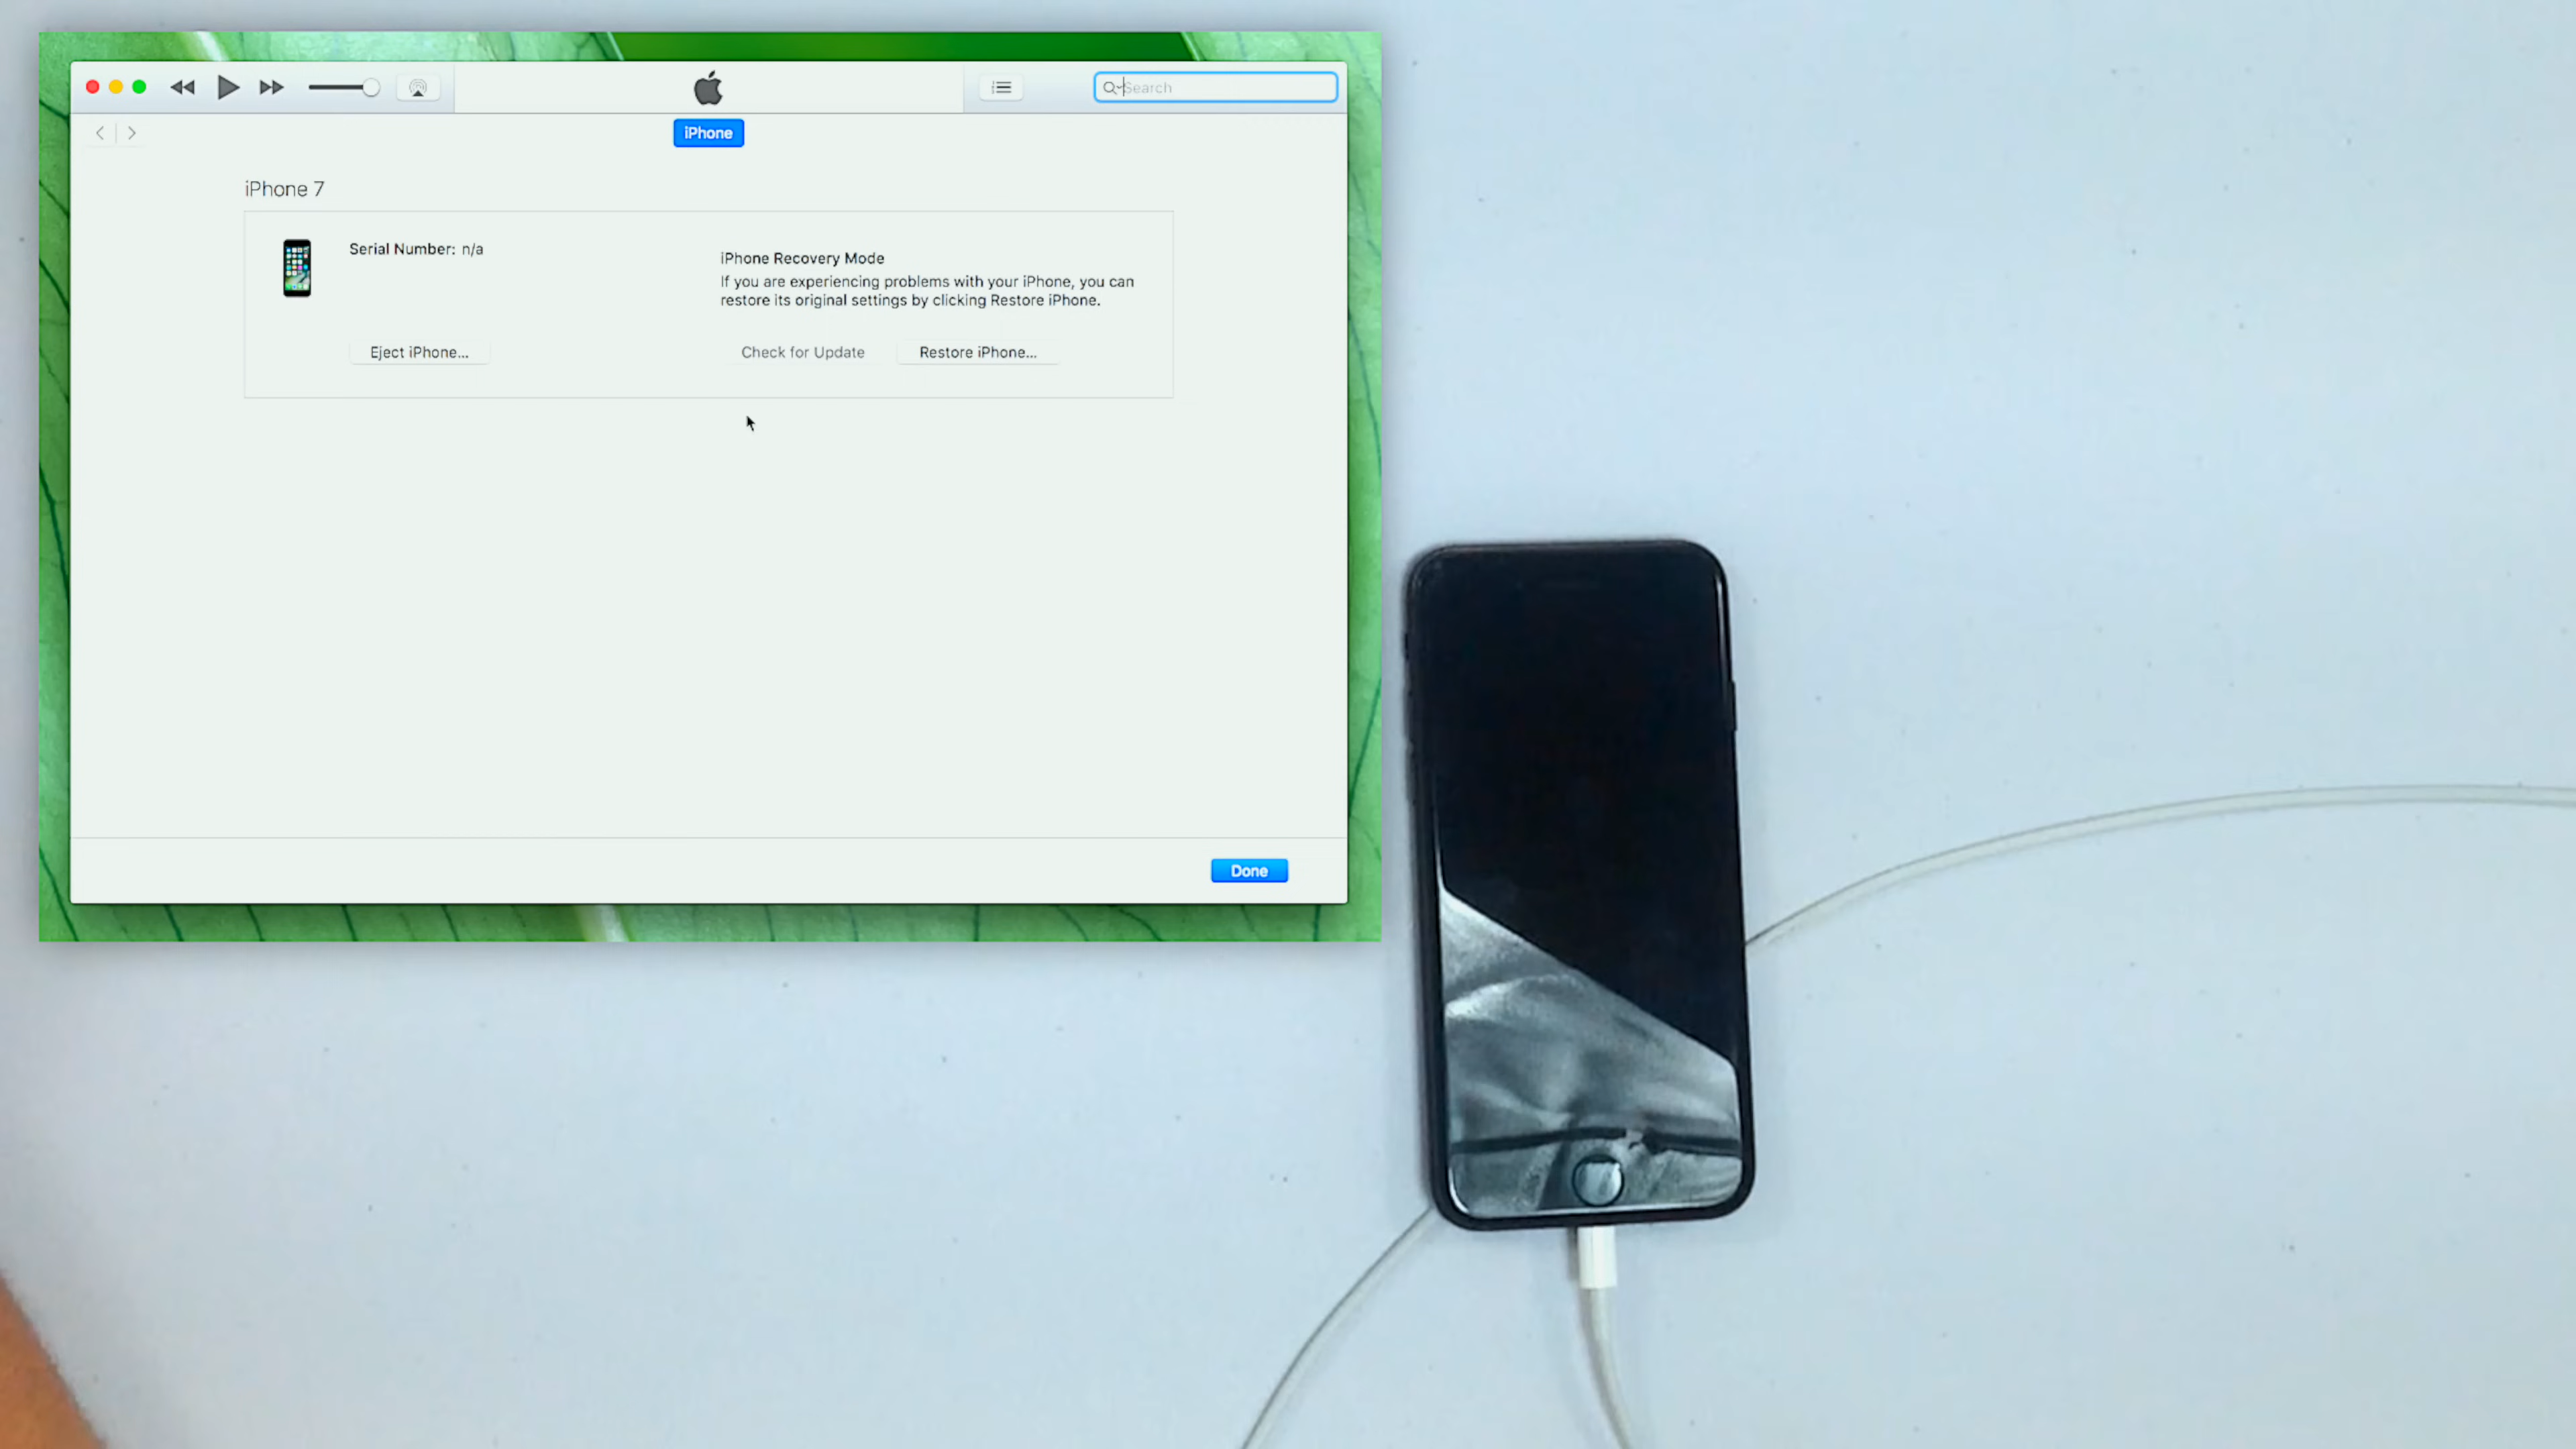 Search
iPhone
iPhone 7
Serial Number: n/a
iPhone Recovery Mode
If you are experiencing problems with your iPhone, you can
restore its original settings by clicking Restore iPhone.
Eject iPhone...
Check for Update
Restore iPhone...
Done